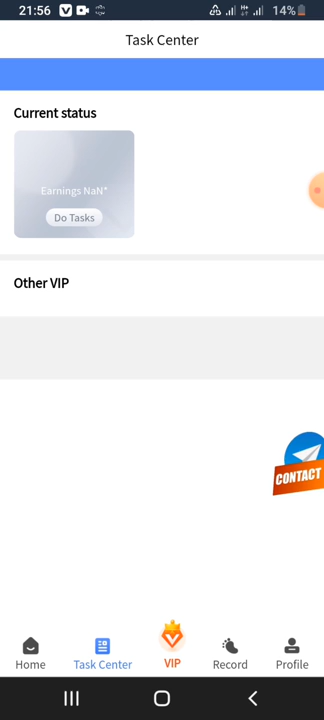 21:56
14%
Task Center
Current status
Earnings NaN*
Do Tasks
Other VIP
CONTACT
Home
Task Center
VIP
Record
Profile